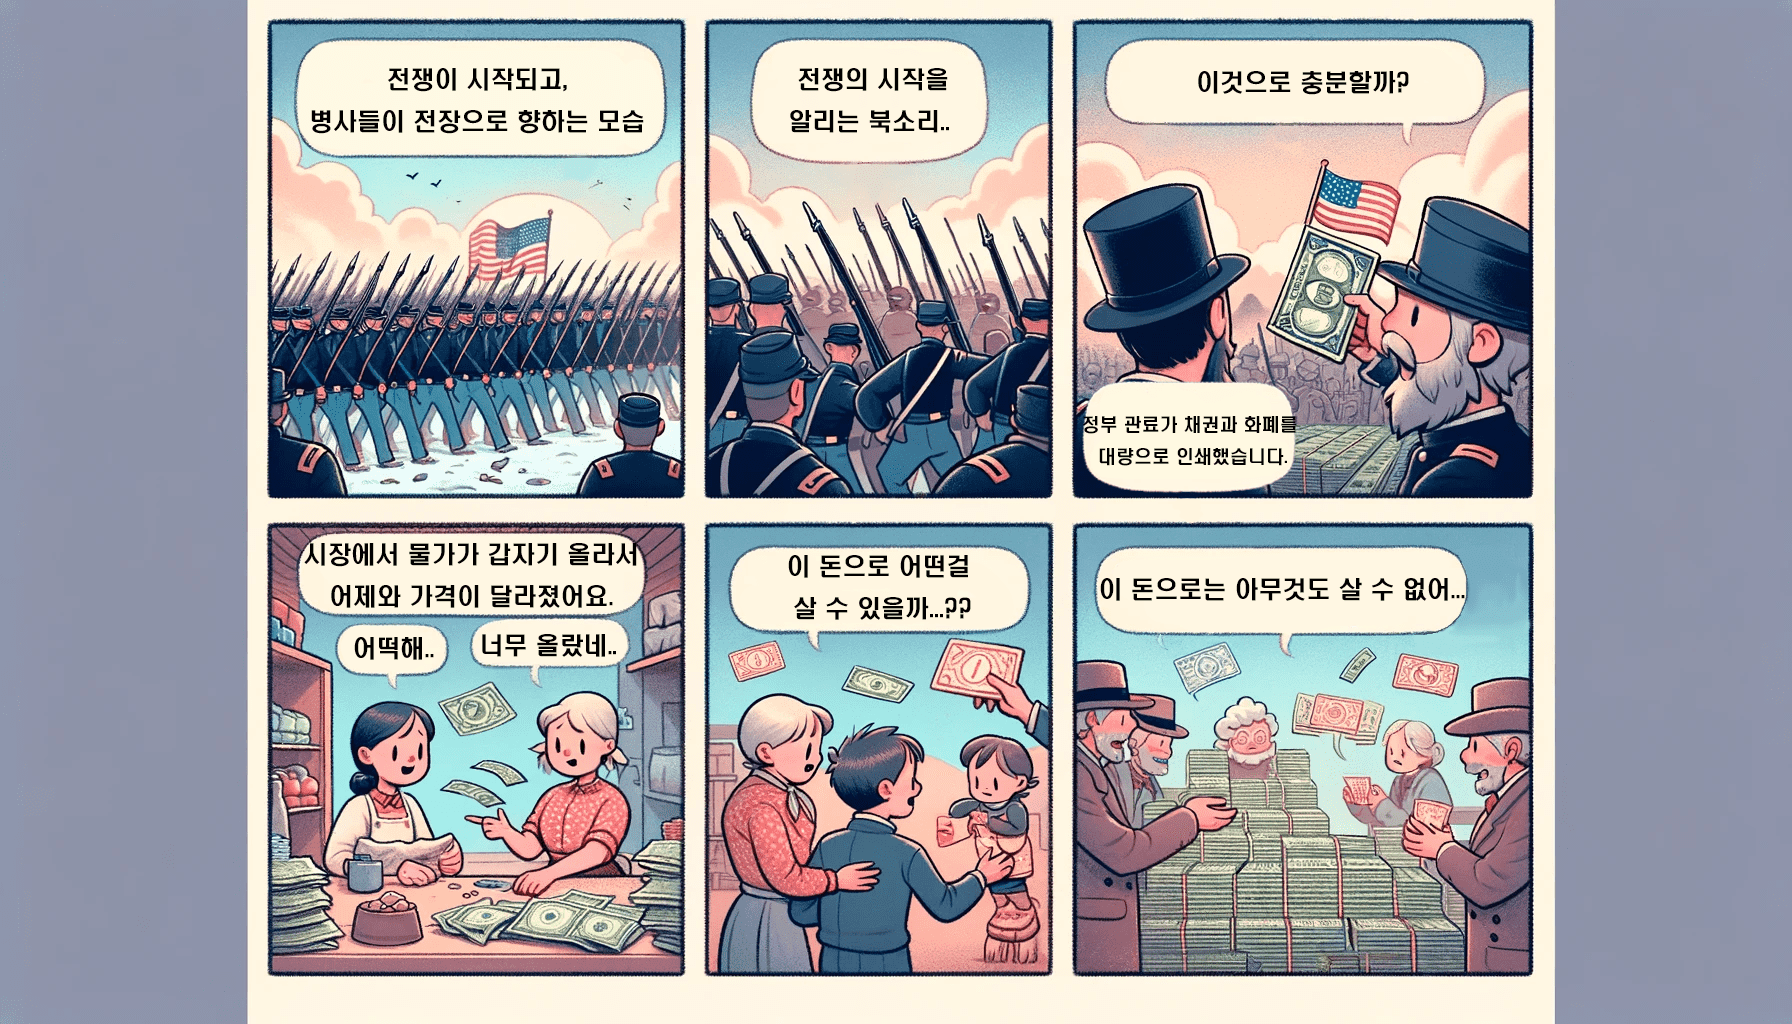 전쟁이 시작되고,
병사들이 전장으로 향하는 모습
전쟁의 시작을
알리는 북소리..
이것으로 충분할까?
정부 관료가 채권과 화폐를
대량으로 인쇄했습니다.
시장에서 물가가 갑자기 올라서
어제와 가격이 달라졌어요.
어떡해..
너무 올랐네..
이 돈으로 어떤걸
살 수 있을까...??
이 돈으로는 아무것도 살 수 없어...